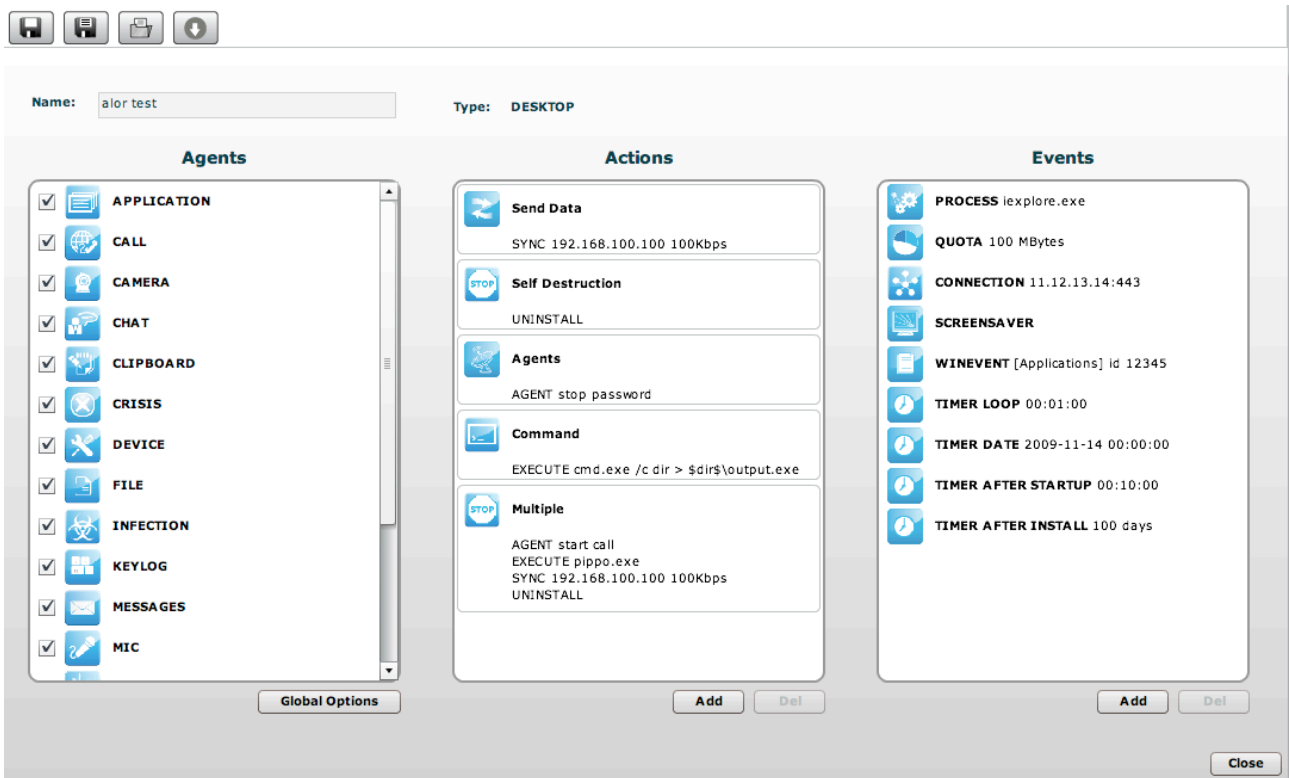 Name: alor test
Type: DESKTOP
Agents
APPLICATION
CALL
CAMERA
CHAT
CLIPBOARD
CRISIS
DEVICE
FILE
INFECTION
KEYLOG
MESSAGES
MIC
Global Options
Actions
Send Data
SYNC 192.168.100.100 100Kbps
STOP
Self Destruction
UNINSTALL
Agents
AGENT stop password
Command
EXECUTE cmd.exe /c dir > $dir$\output.exe
STOP
Multiple
AGENT start call
EXECUTE pippo.exe
SYNC 192.168.100.100 100Kbps
UNINSTALL
Add Del
Events
PROCESS iexplore.exe
QUOTA 100 MBytes
CONNECTION 11.12.13.14:443
SCREENSAVER
WINEVENT [Applications] id 12345
TIMER LOOP 00:01:00
TIMER DATE 2009-11-14 00:00:00
TIMER AFTER STARTUP 00:10:00
TIMER AFTER INSTALL 100 days
Add Del
Close